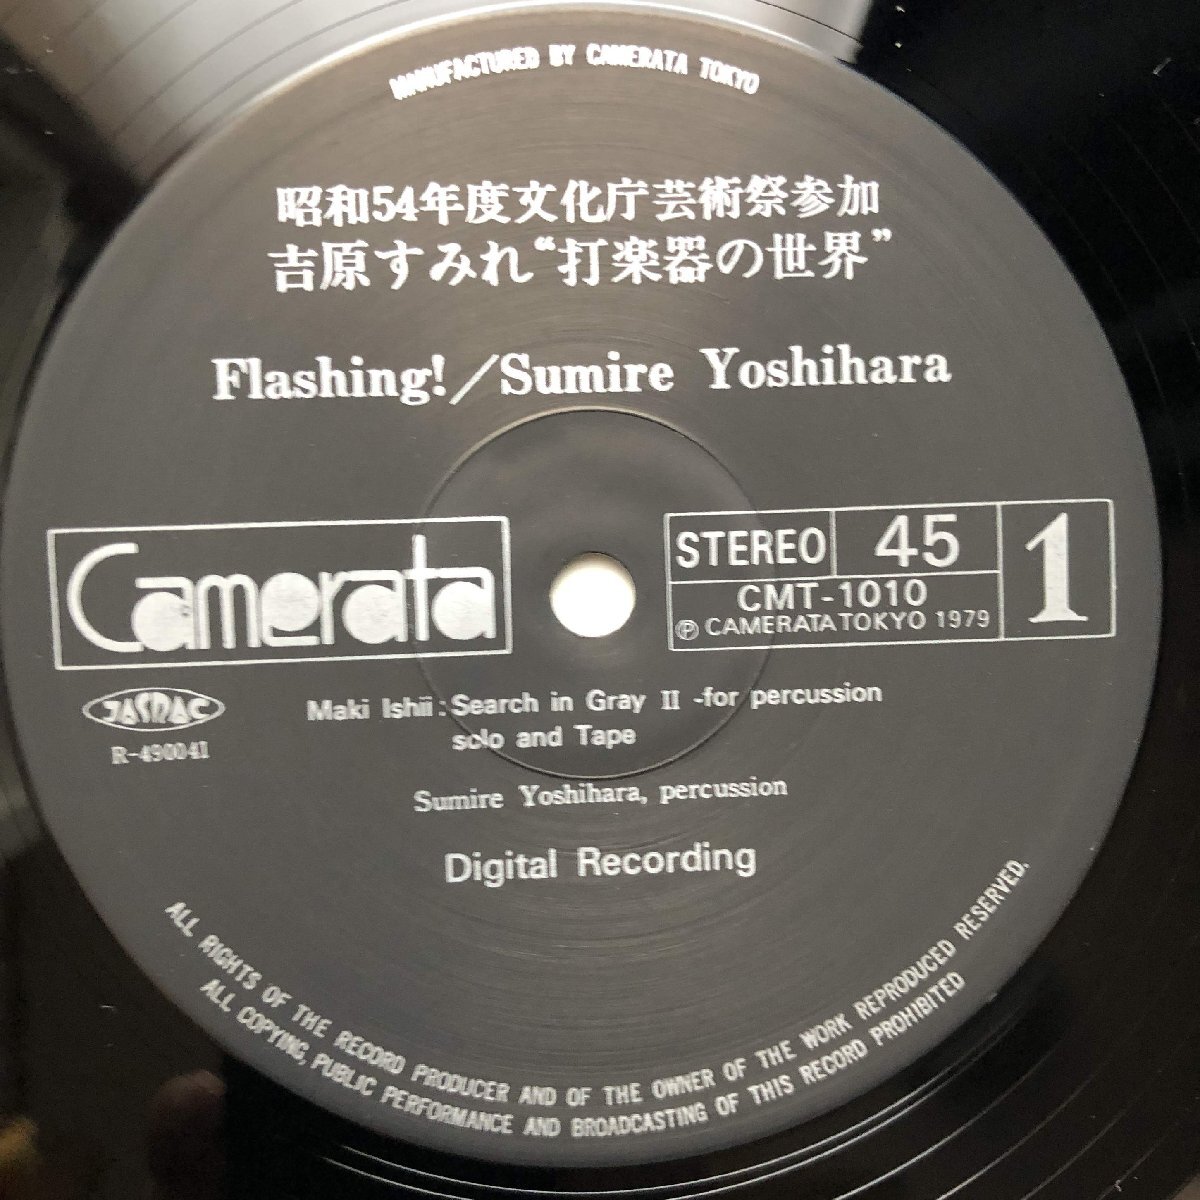 MANUFACTURED BY CAMERATA TOKYO
昭和54年度文化庁芸術祭参加
吉原すみれ“打楽器の世界”
Flashing!／Sumire Yoshihara
Camerata
STEREO 45 1
CMT-1010
Ⓟ CAMERATA TOKYO 1979
JASRAC
R-490041
Maki Ishii : Search in Gray II -for percussion
solo and Tape
Sumire Yoshihara, percussion
Digital Recording
ALL RIGHTS OF THE RECORD PRODUCER AND OF THE OWNER OF THE WORK REPRODUCED RESERVED.
ALL COPYING, PUBLIC PERFORMANCE AND BROADCASTING OF THIS RECORD PROHIBITED